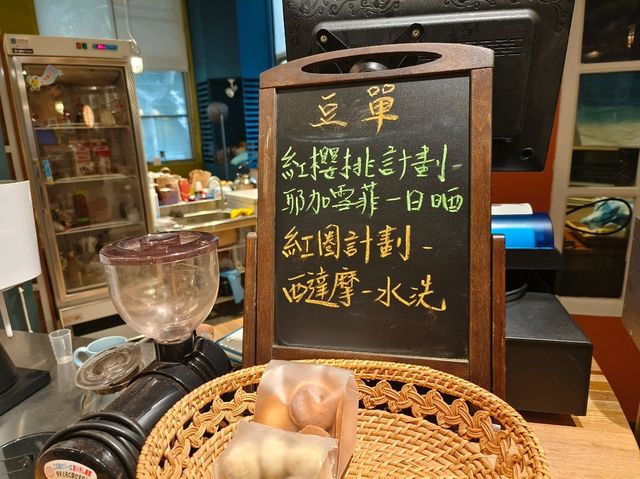 豆單
紅櫻桃計劃-
耶加雪菲-日晒
紅圈計劃-
西達摩-水洗